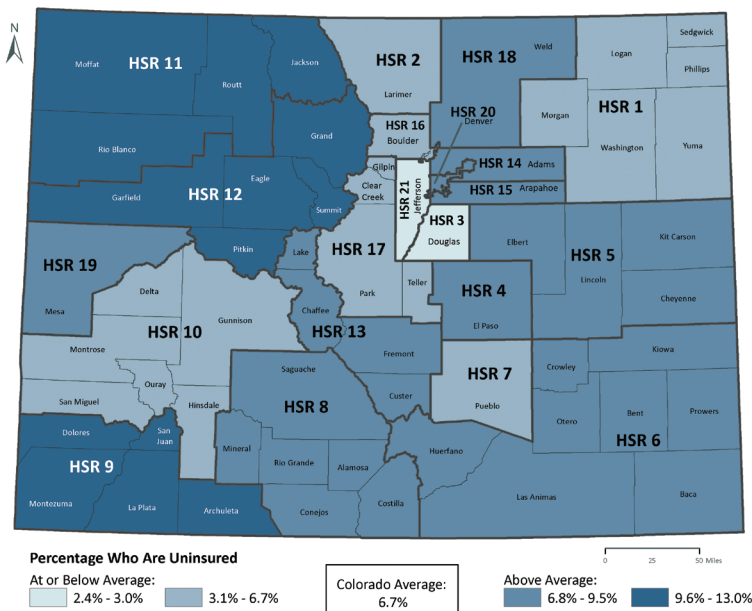 N
Moffat
HSR 11
Routt
Jackson
HSR 2
Larimer
HSR 18
Weld
Logan
Sedgwick
Phillips
HSR 1
Morgan
Washington
Yuma
Rio Blanco
Grand
HSR 16
Boulder
HSR 20
Denver
Gilpin
Clear
Creek
HSR 21
Jefferson
HSR 14 Adams
HSR 15 Arapahoe
Garfield
HSR 12
Eagle
Summit
Pitkin
Lake
HSR 3
Douglas
Elbert
HSR 5
Lincoln
Kit Carson
Cheyenne
HSR 19
Mesa
Delta
HSR 10
Gunnison
HSR 17
Park
Teller
HSR 4
El Paso
Chaffee
HSR 13
Montrose
Ouray
San Miguel
Hinsdale
Saguache
HSR 8
Fremont
Custer
HSR 7
Pueblo
Crowley
Kiowa
Otero
Bent
HSR 6
Prowers
Dolores
San
Juan
HSR 9
Montezuma
La Plata
Archuleta
Mineral
Rio Grande
Alamosa
Conejos
Costilla
Huerfano
Las Animas
Baca
Percentage Who Are Uninsured
At or Below Average:
2.4% - 3.0%
3.1% - 6.7%
Colorado Average:
6.7%
0 25 50 Miles
Above Average:
6.8% - 9.5%
9.6% - 13.0%